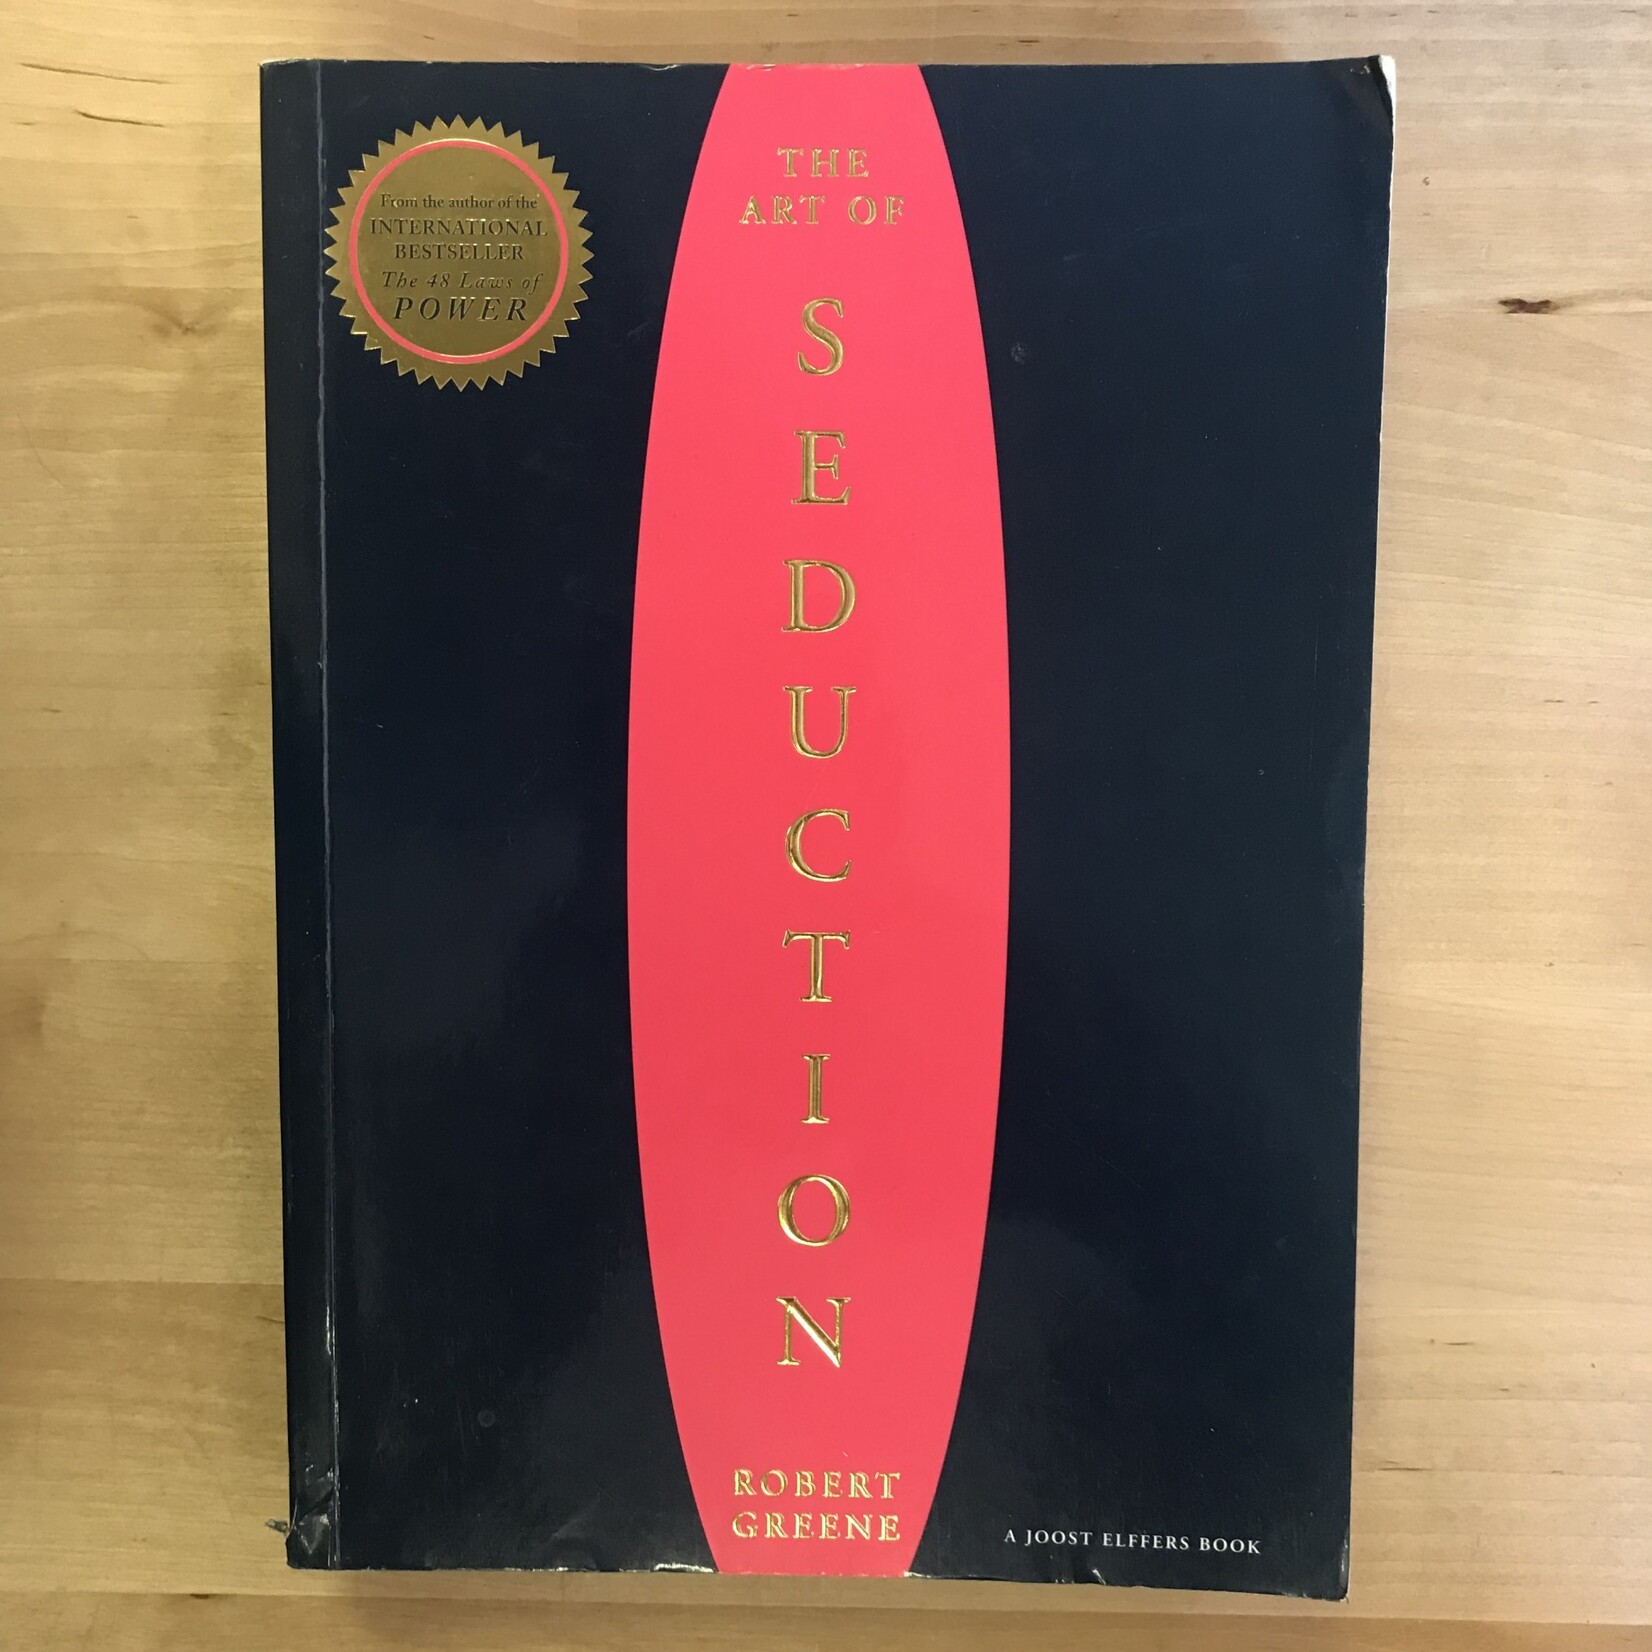 From the author of the
INTERNATIONAL
BESTSELLER
The 48 Laws of
POWER
THE
ART OF
SEDUCTION
ROBERT
GREENE
A JOOST ELFFERS BOOK